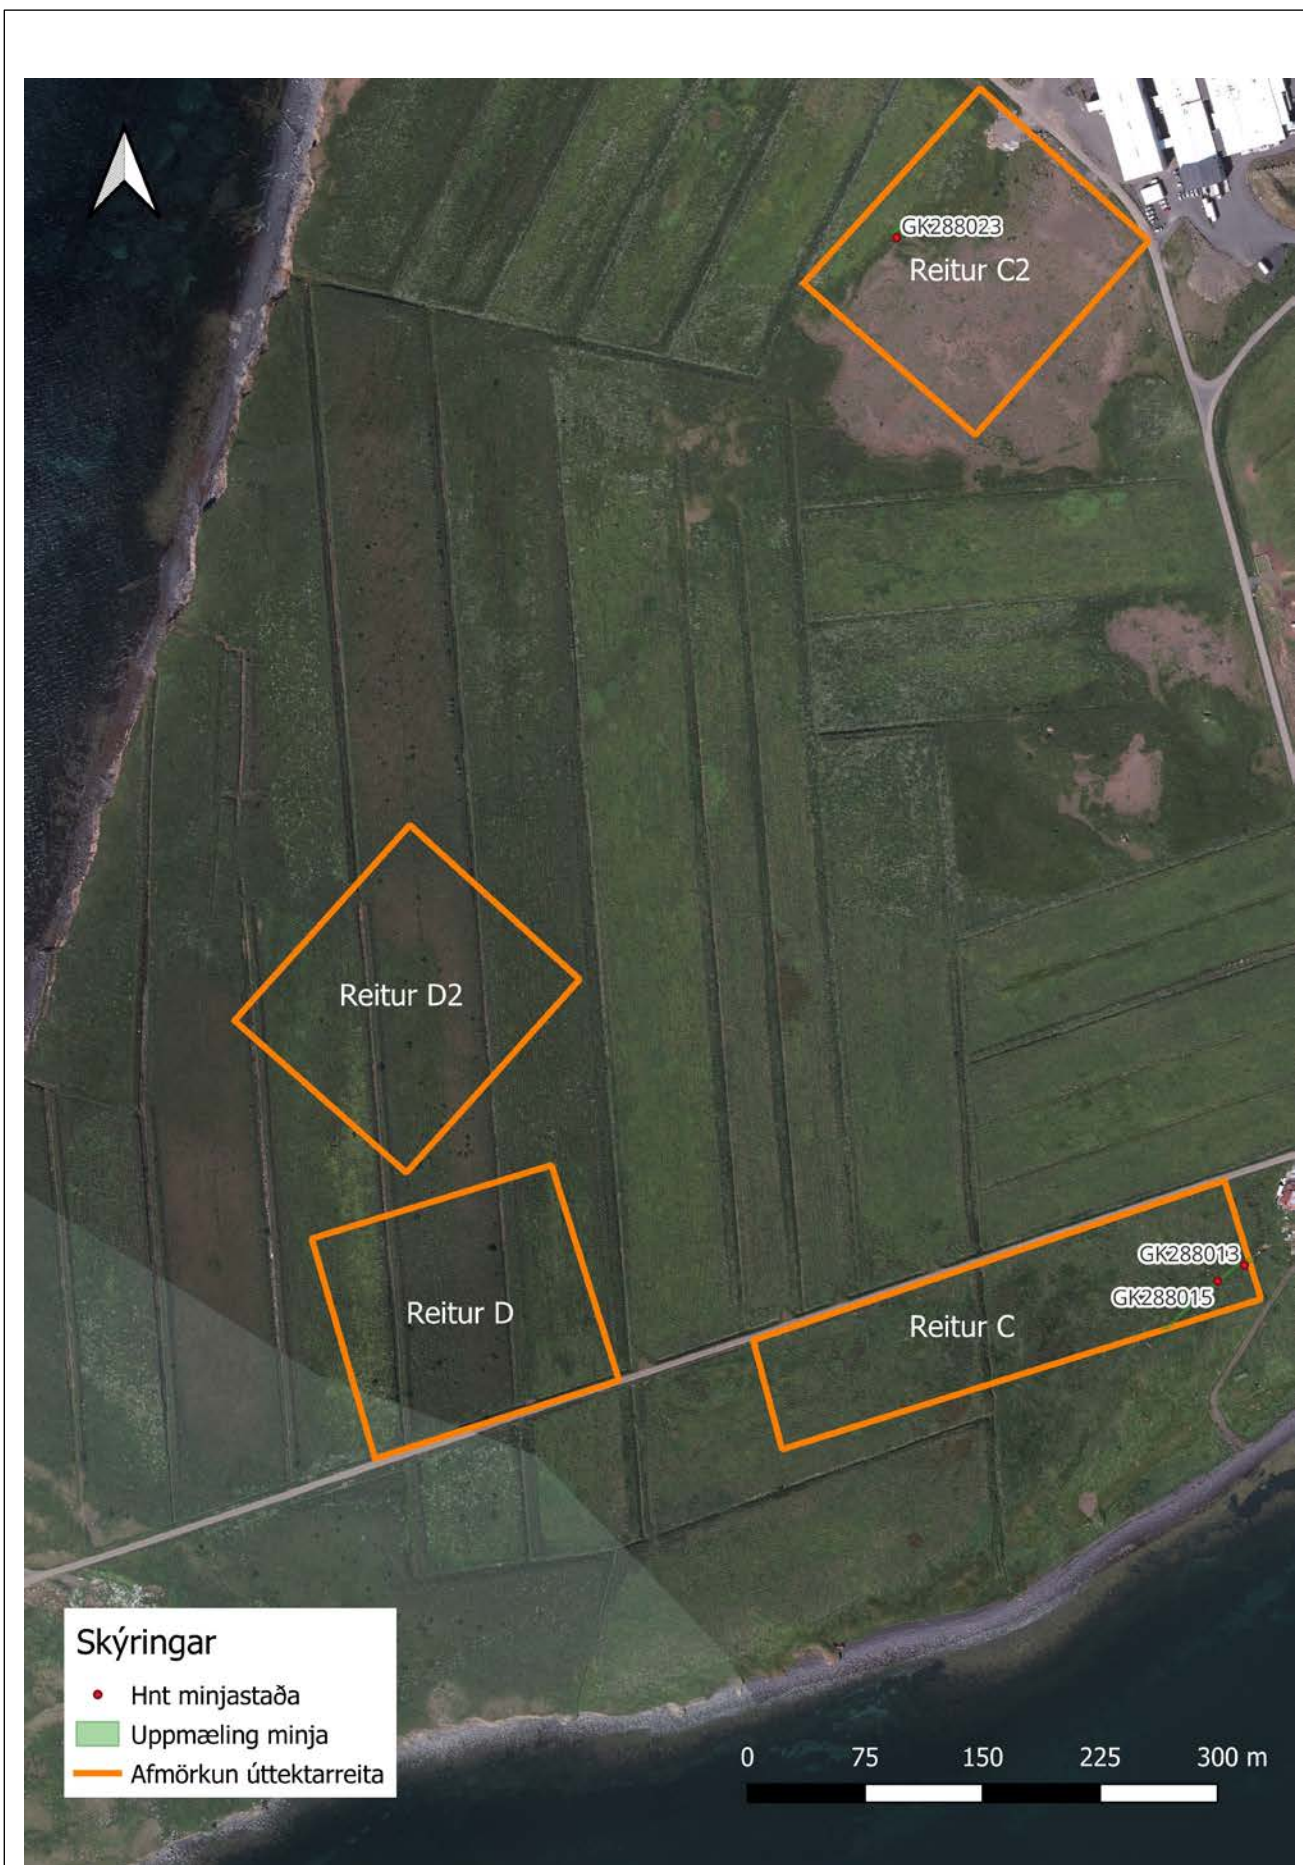 GK288023
Reitur C2
Reitur D2
GK288013
GK288015
Reitur D
Reitur C
Skýringar
Hnt minjastaða
Uppmæling minja
Afmörkun úttektarreita
0 75 150 225 300 m